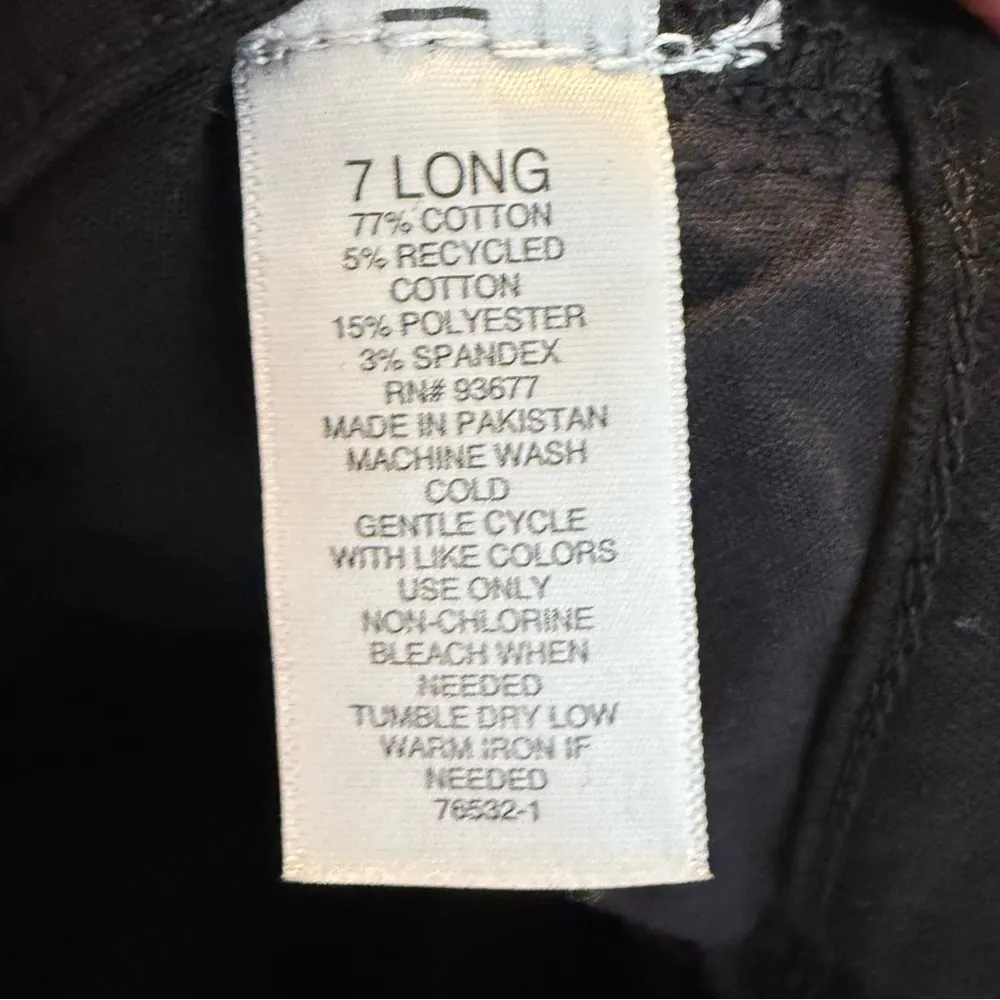 7 LONG
77% COTTON
5% RECYCLED
COTTON
15% POLYESTER
3% SPANDEX
RN# 93677
MADE IN PAKISTAN
MACHINE WASH
COLD
GENTLE CYCLE
WITH LIKE COLORS
USE ONLY
NON-CHLORINE
BLEACH WHEN
NEEDED
TUMBLE DRY LOW
WARM IRON IF
NEEDED
76532-1